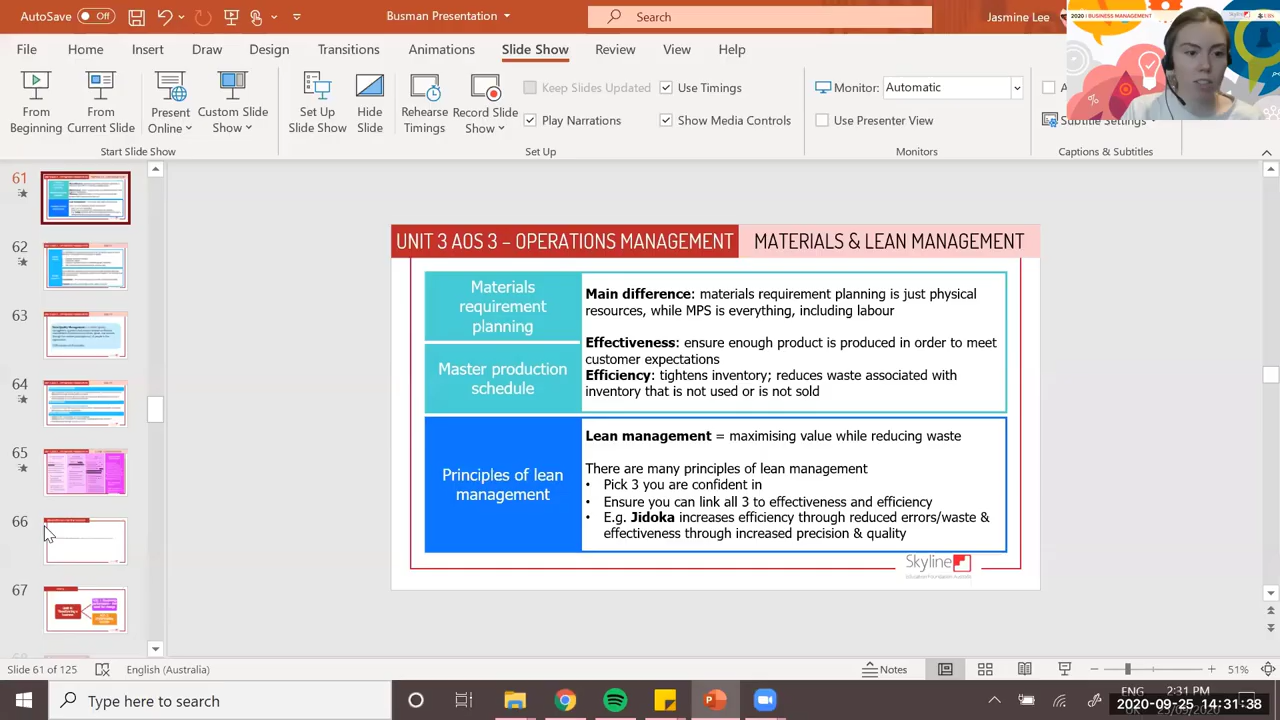 AutoSave Off Busman Presentation Search Jasmine Lee
2020 | BUSINESS MANAGEMENT Skyline
File Home Insert Draw Design Transitions Animations Slide Show Review View Help
From Beginning
From Current Slide
Present Online
Custom Slide Show
Start Slide Show
Set Up Slide Show
Hide Slide
Rehearse Timings
Record Slide Show
Keep Slides Updated
Use Timings
Play Narrations
Show Media Controls
Set Up
Monitor: Automatic
Use Presenter View
Monitors
Subtitle Settings
Captions & Subtitles
61
62
63
64
65
66
67
UNIT 3 AOS 3 – OPERATIONS MANAGEMENT
MATERIALS & LEAN MANAGEMENT
Materials
requirement
planning
Master production
schedule
Main difference: materials requirement planning is just physical
resources, while MPS is everything, including labour
Effectiveness: ensure enough product is produced in order to meet
customer expectations
Efficiency: tightens inventory; reduces waste associated with
inventory that is not used or is not sold
Principles of lean
management
Lean management = maximising value while reducing waste
There are many principles of lean management
• Pick 3 you are confident in
• Ensure you can link all 3 to effectiveness and efficiency
• E.g. Jidoka increases efficiency through reduced errors/waste &
effectiveness through increased precision & quality
Skyline
Education Foundation Australia
Slide 61 of 125 English (Australia) Notes 51%
Type here to search
ENG
2:31 PM
2020-09-25 14:31:38